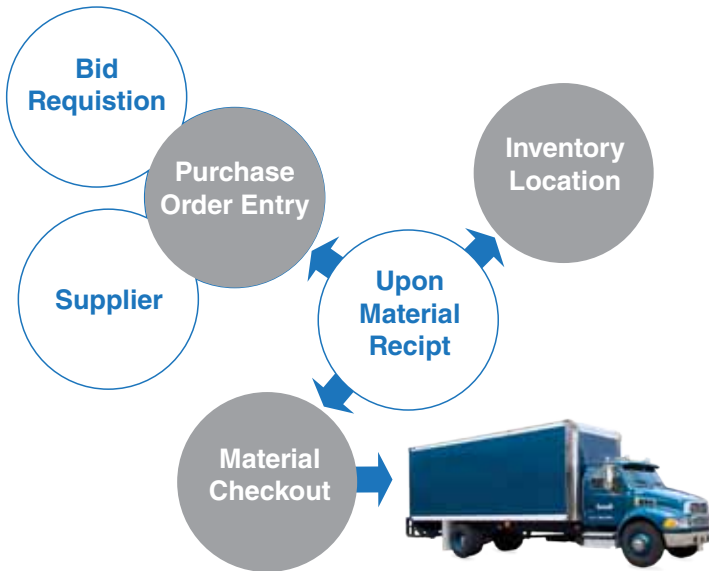 Bid
Requistion
Purchase
Order Entry
Supplier
Inventory
Location
Upon
Material
Recipt
Material
Checkout